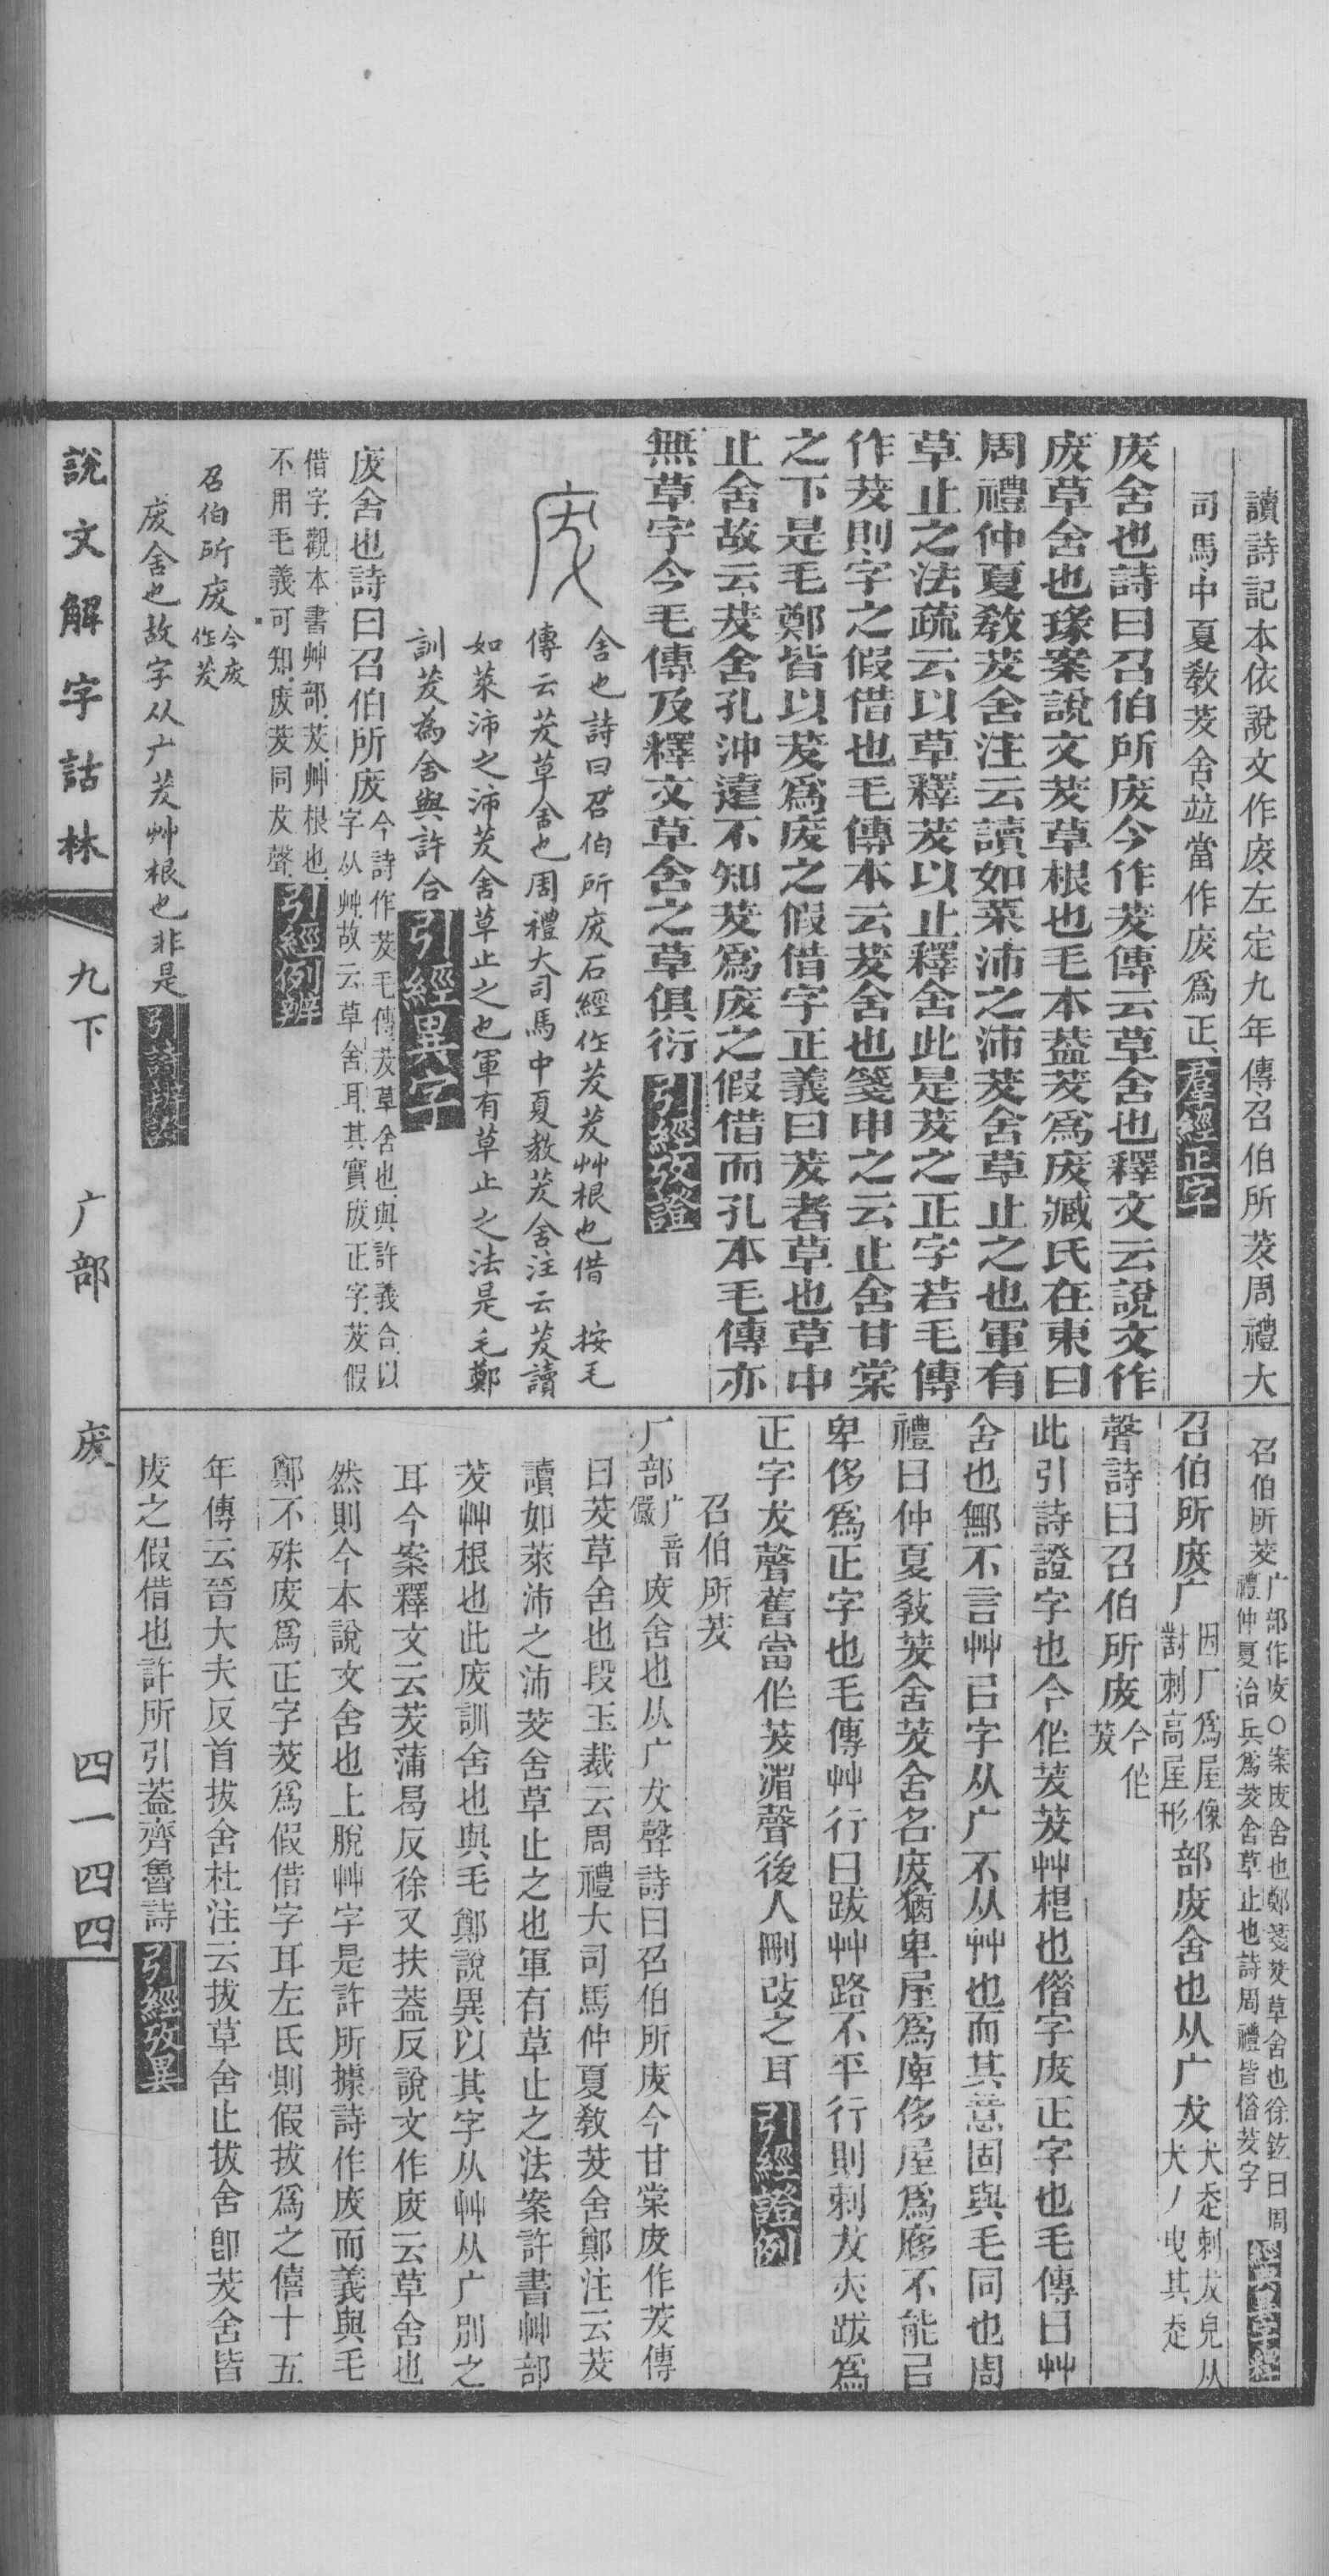 讀詩記本依說文作废左定九年傳召伯所茇周禮大
司馬中夏敎茇舍竝當作废爲正羣經正字
废舍也詩曰召伯所废今作茇傳云草舍也釋文云說文作
废草舍也瑑案說文茇草根也毛本葢茇爲废臧氏在東曰
周禮仲夏敎茇舍注云讀如萊沛之沛茇舍草止之也軍有
草止之法疏云以草釋茇以止釋舍此是茇之正字若毛傳
作茇則字之假借也毛傳本云茇舍也箋申之云止舍甘棠
之下是毛鄭皆以茇爲废之假借字正義曰茇者草也草中
止舍故云茇舍孔沖遠不知茇爲废之假借而孔本毛傳亦
無草字今毛傳及釋文草舍之草俱衍引經攷證
废
舍也詩曰召伯所废石經作茇茇艸根也借 按毛
傳云茇草舍也周禮大司馬中夏教茇舍注云茇讀
如萊沛之沛茇舍草止之也軍有草止之法是毛鄭
訓茇為舍與許合引經異字
废舍也詩曰召伯所废今詩作茇毛傳茇草舍也與許義合以
字从艸故云草舍耳其實废正字茇假
借字觀本書艸部茇艸根也
不用毛義可知废茇同犮聲引經例辨
召伯所废今废
作茇
废舍也故字从广茇艸根也非是引詩辨證
召伯所茇广部作废○案废舍也鄭箋茇草舍也徐鉉曰周
禮仲夏治兵爲茇舍草止也詩周禮皆俗茇字
召伯所废广因厂爲屋像
對刺高屋形部废舍也从广犮犬走刺犮皃从
犬丿曳其走
聲詩曰召伯所废今作
茇
此引詩證字也今作茇茇艸根也借字废正字也毛傳曰艸
舍也鄦不言艸㠯字从广不从艸也而其意固與毛同也周
禮曰仲夏敎茇舍茇舍名废猶卑屋爲庳侈屋爲㢋不能㠯
卑侈爲正字也毛傳艸行曰跋艸路不平行則刺犮夾跋爲
正字犮聲舊當作茇湄聲後人刪改之耳引經證例
召伯所茇
厂部广音
儼废舍也从广犮聲詩曰召伯所废今甘棠废作茇傳
曰茇草舍也段玉裁云周禮大司馬仲夏敎茇舍鄭注云茇
讀如萊沛之沛茇舍草止之也軍有草止之法案許書艸部
茇艸根也此废訓舍也與毛鄭說異以其字从艸从广別之
耳今案釋文云茇蒲曷反徐又扶葢反說文作废云草舍也
然則今本說文舍也上脫艸字是許所據詩作废而義與毛
鄭不殊废爲正字茇爲假借字耳左氏則假拔爲之僖十五
年傳云晉大夫反首拔舍杜注云拔草舍止拔舍卽茇舍皆
废之假借也許所引葢齊魯詩引經攷異
說文解字詁林 九下 广部 废 四一四四